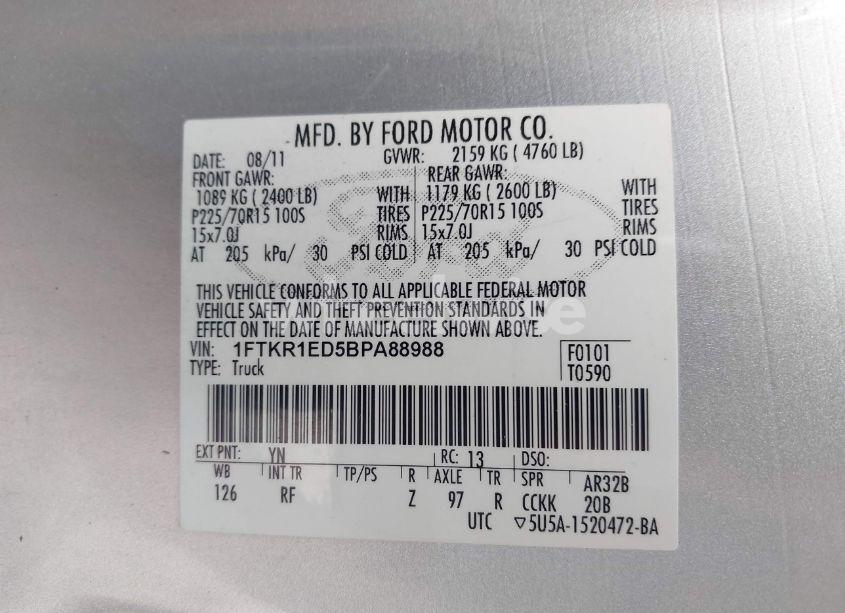 MFD. BY FORD MOTOR CO.
DATE: 08/11 GVWR: 2159 KG ( 4760 LB)
FRONT GAWR: REAR GAWR:
1089 KG ( 2400 LB) WITH 1179 KG ( 2600 LB) WITH
P225/70R15 100S TIRES P225/70R15 100S TIRES
15x7.0J RIMS 15x7.0J RIMS
AT 205 kPa/ 30 PSI COLD AT 205 kPa/ 30 PSI COLD
THIS VEHICLE CONFORMS TO ALL APPLICABLE FEDERAL MOTOR
VEHICLE SAFETY AND THEFT PREVENTION STANDARDS IN
EFFECT ON THE DATE OF MANUFACTURE SHOWN ABOVE.
VIN: 1FTKR1ED5BPA88988 F0101
TYPE: Truck T0590
EXT PNT: YN RC: 13 DSO:
WB INT TR TP/PS R AXLE TR SPR AR32B
126 RF Z 97 R CCKK 20B
UTC ▽5U5A-1520472-BA